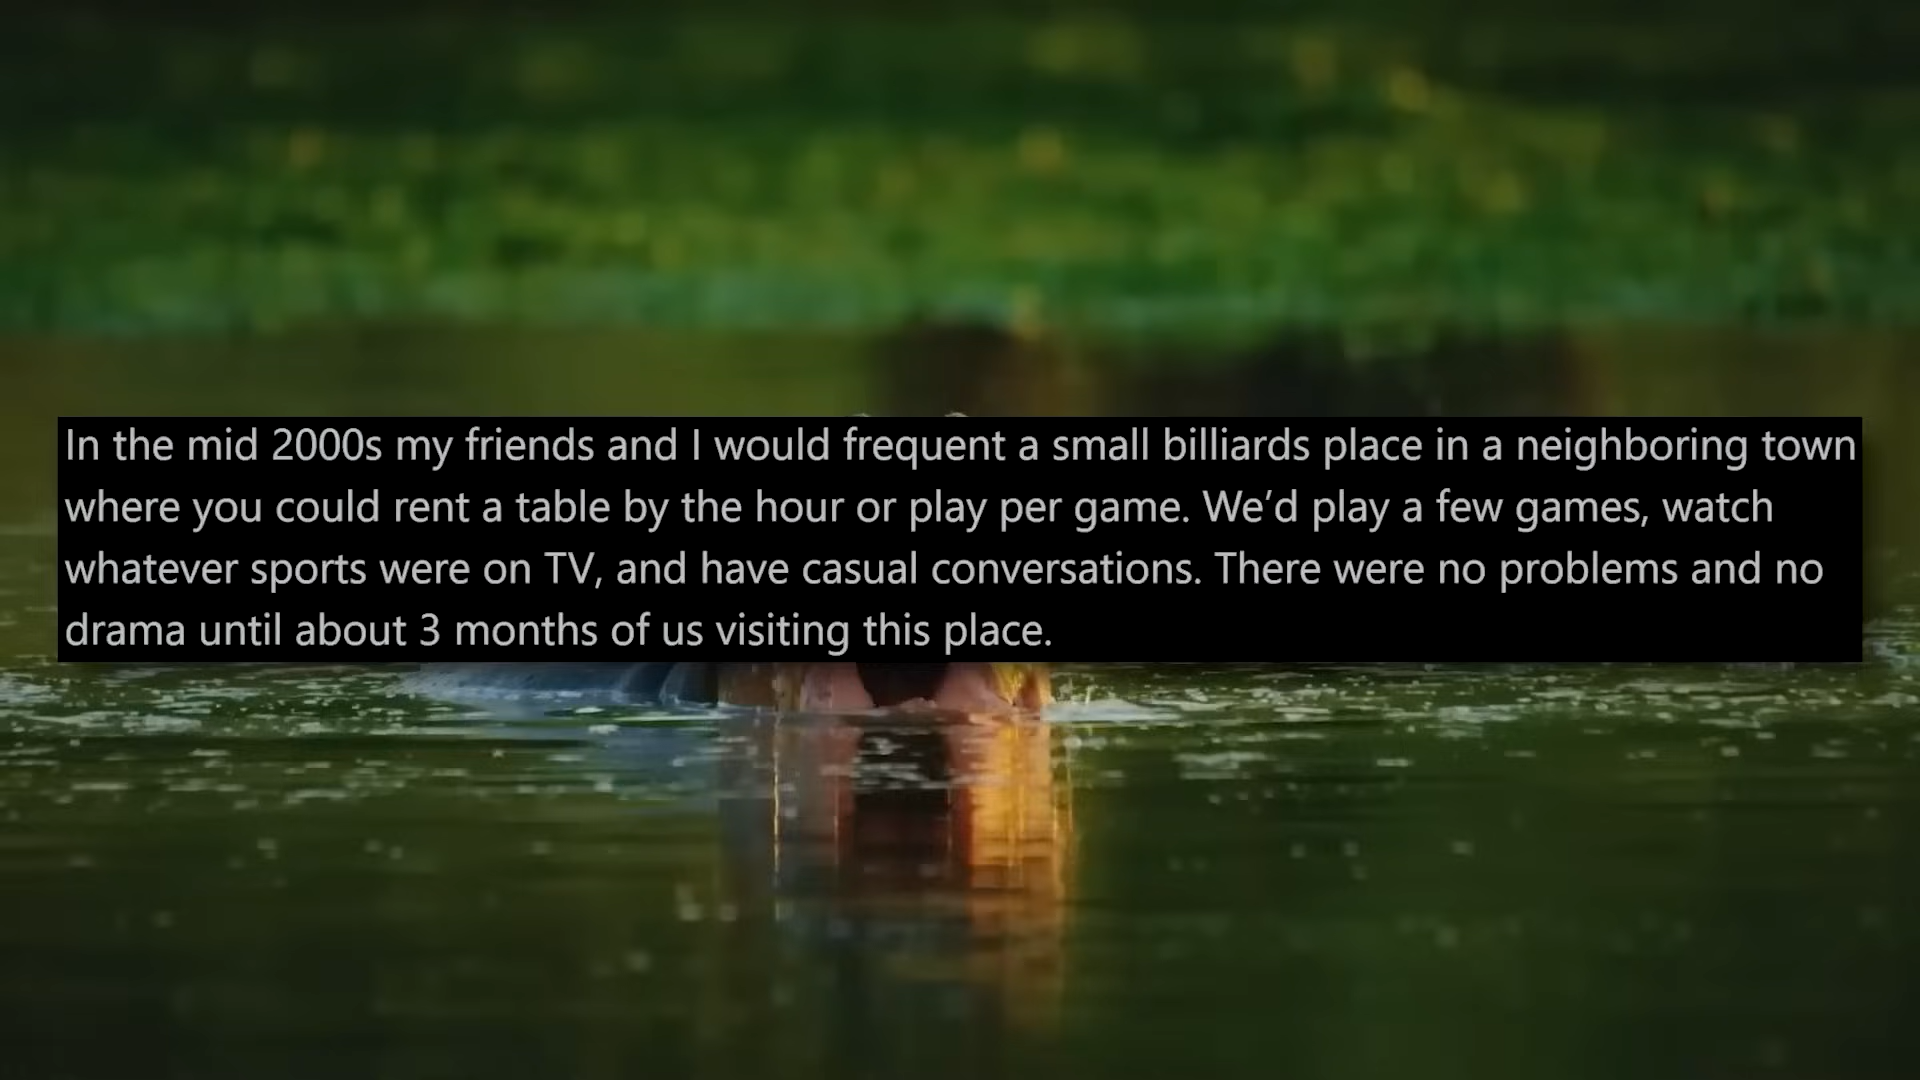 In the mid 2000s my friends and I would frequent a small billiards place in a neighboring town
where you could rent a table by the hour or play per game. We’d play a few games, watch
whatever sports were on TV, and have casual conversations. There were no problems and no
drama until about 3 months of us visiting this place.